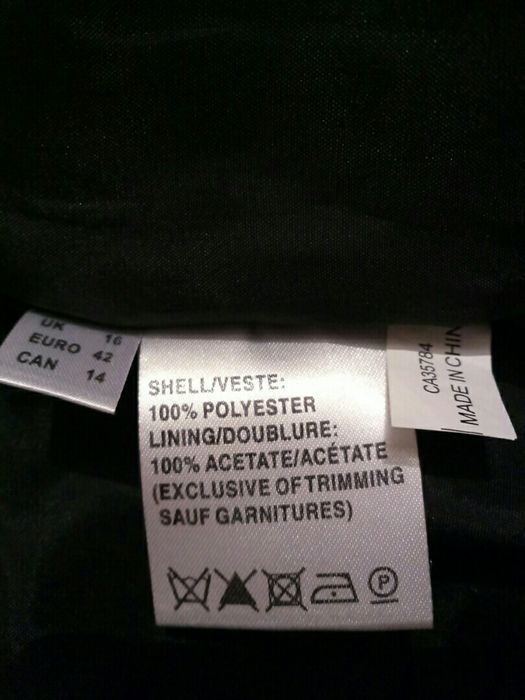 UK 16
EURO 42
CAN 14
SHELL/VESTE:
100% POLYESTER
LINING/DOUBLURE:
100% ACETATE/ACÉTATE
(EXCLUSIVE OF TRIMMING
SAUF GARNITURES)
P
CA35784
MADE IN CHIN